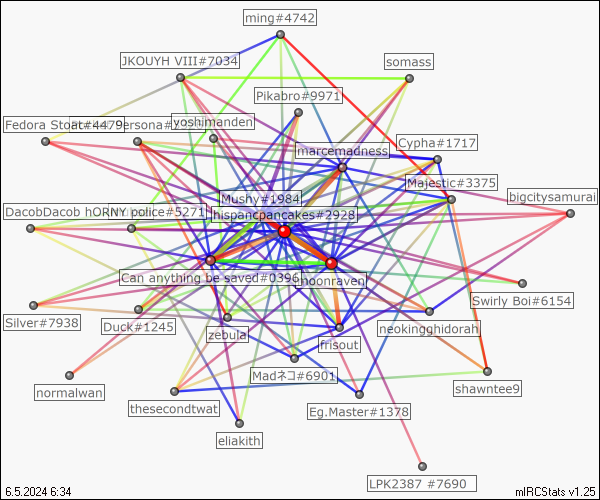 ming#4742
JKOUYH VIII#7034
somass
Pikabro#9971
Fedora Stoat#4479
yoshimanden
Cypha#1717
marcemadness
Majestic#3375
Mushy#1984
bigcitysamurai
DacobDacob
hORNY police#5271
hispancpancakes#2928
Can anything be saved#0396
moonraven
Swirly Boi#6154
Silver#7938
Duck#1245
zebula
neokingghidorah
frisout
Madネコ#6901
normalwan
shawntee9
thesecondtwat
Eg.Master#1378
eliakith
LPK2387 #7690
6.5.2024 6:34
mIRCStats v1.25